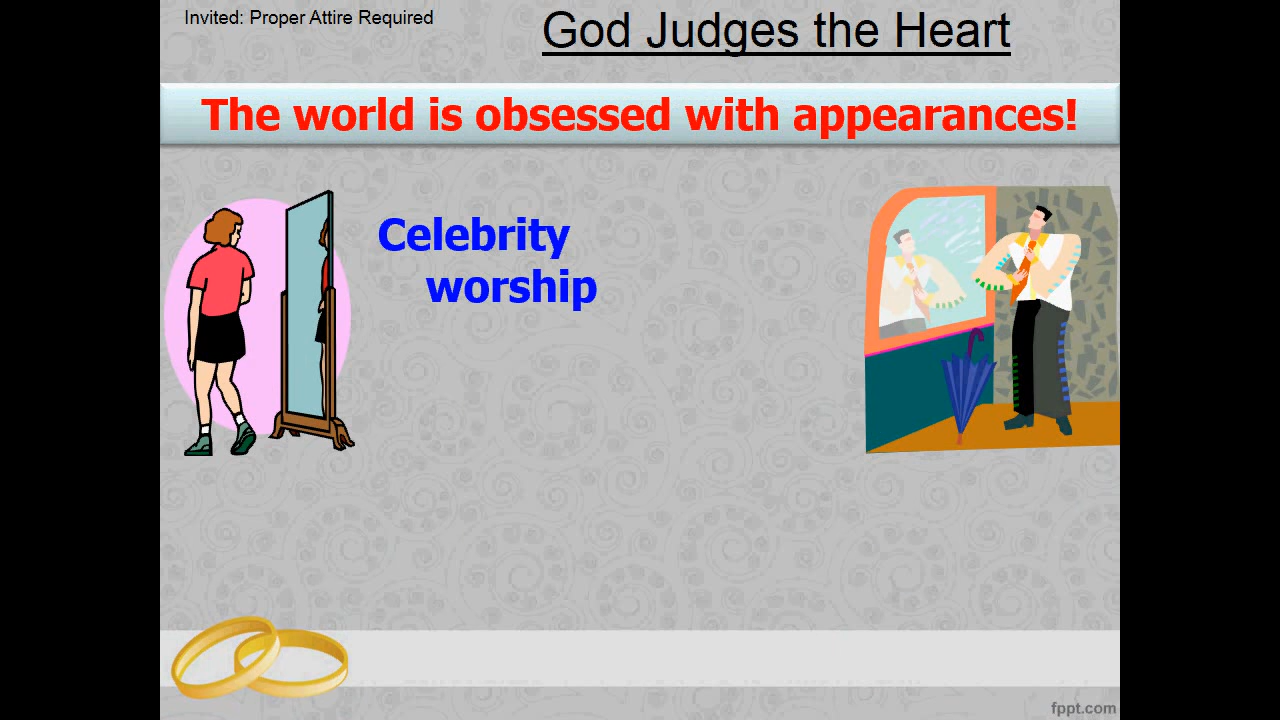 Invited: Proper Attire Required
God Judges the Heart
The world is obsessed with appearances!
Celebrity
worship
fppt.com